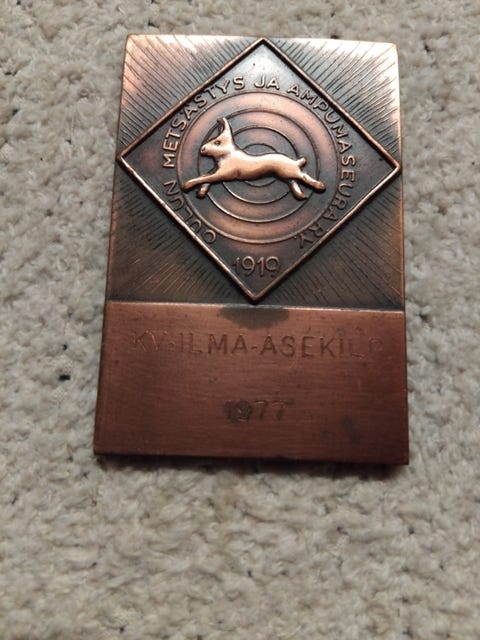 OULUN METSÄSTYS JA AMPUMASEURA RY.
1919
KV-ILMA-ASEKILP
1977